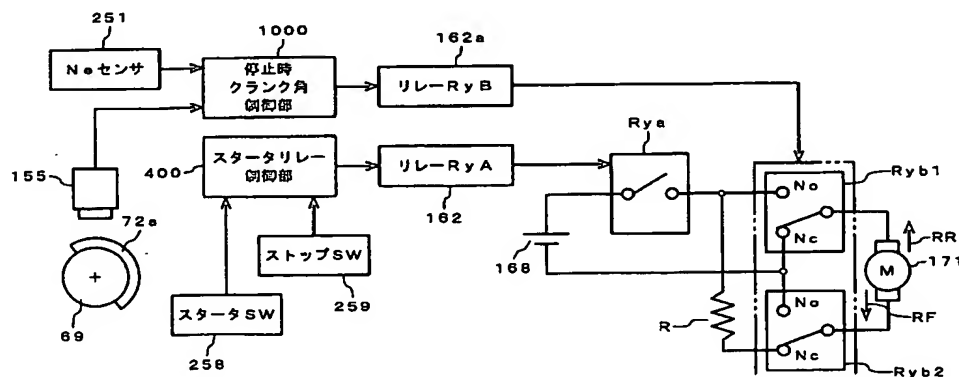 251
Neセンサ
1000
停止時
クランク角
制御部
162a
リレーRyB
155
400
スタータリレー
制御部
リレーRyA
162
Rya
No
Nc
Ryb1
72a
69
ストップSW
259
スタータSW
258
168
R
M
171
RR
RF
No
Nc
Ryb2